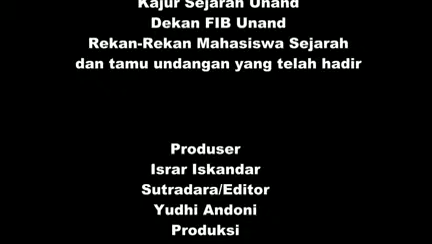 Kajur Sejarah Unand
Dekan FIB Unand
Rekan-Rekan Mahasiswa Sejarah
dan tamu undangan yang telah hadir
Produser
Israr Iskandar
Sutradara/Editor
Yudhi Andoni
Produksi